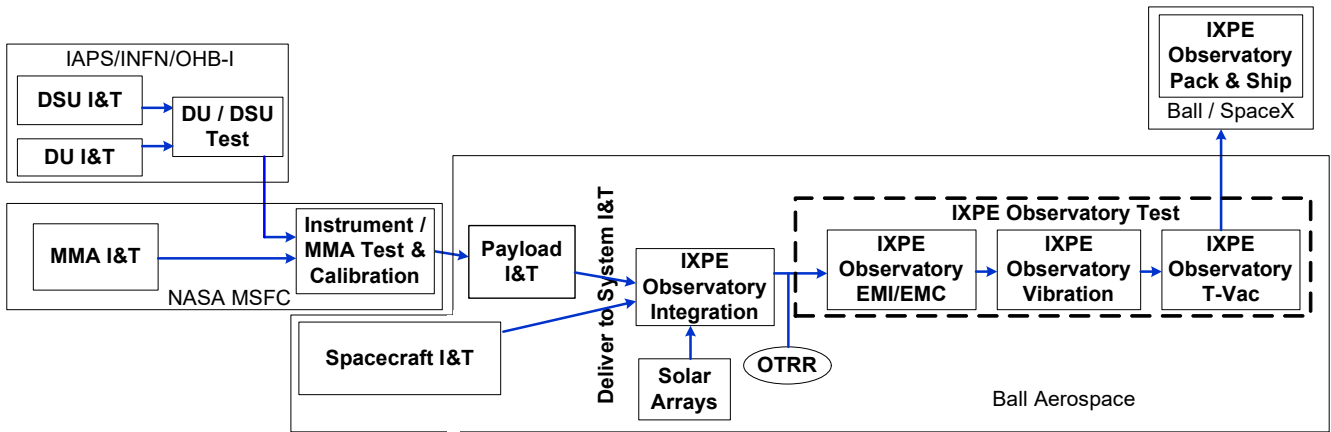 IAPS/INFN/OHB-I
DSU I&T
DU I&T
DU / DSU
Test
MMA I&T
Instrument /
MMA Test &
Calibration
NASA MSFC
Payload
I&T
Spacecraft I&T
Deliver to System I&T
IXPE
Observatory
Integration
Solar
Arrays
OTRR
IXPE Observatory Test
IXPE
Observatory
EMI/EMC
IXPE
Observatory
Vibration
IXPE
Observatory
T-Vac
Ball Aerospace
IXPE
Observatory
Pack & Ship
Ball / SpaceX